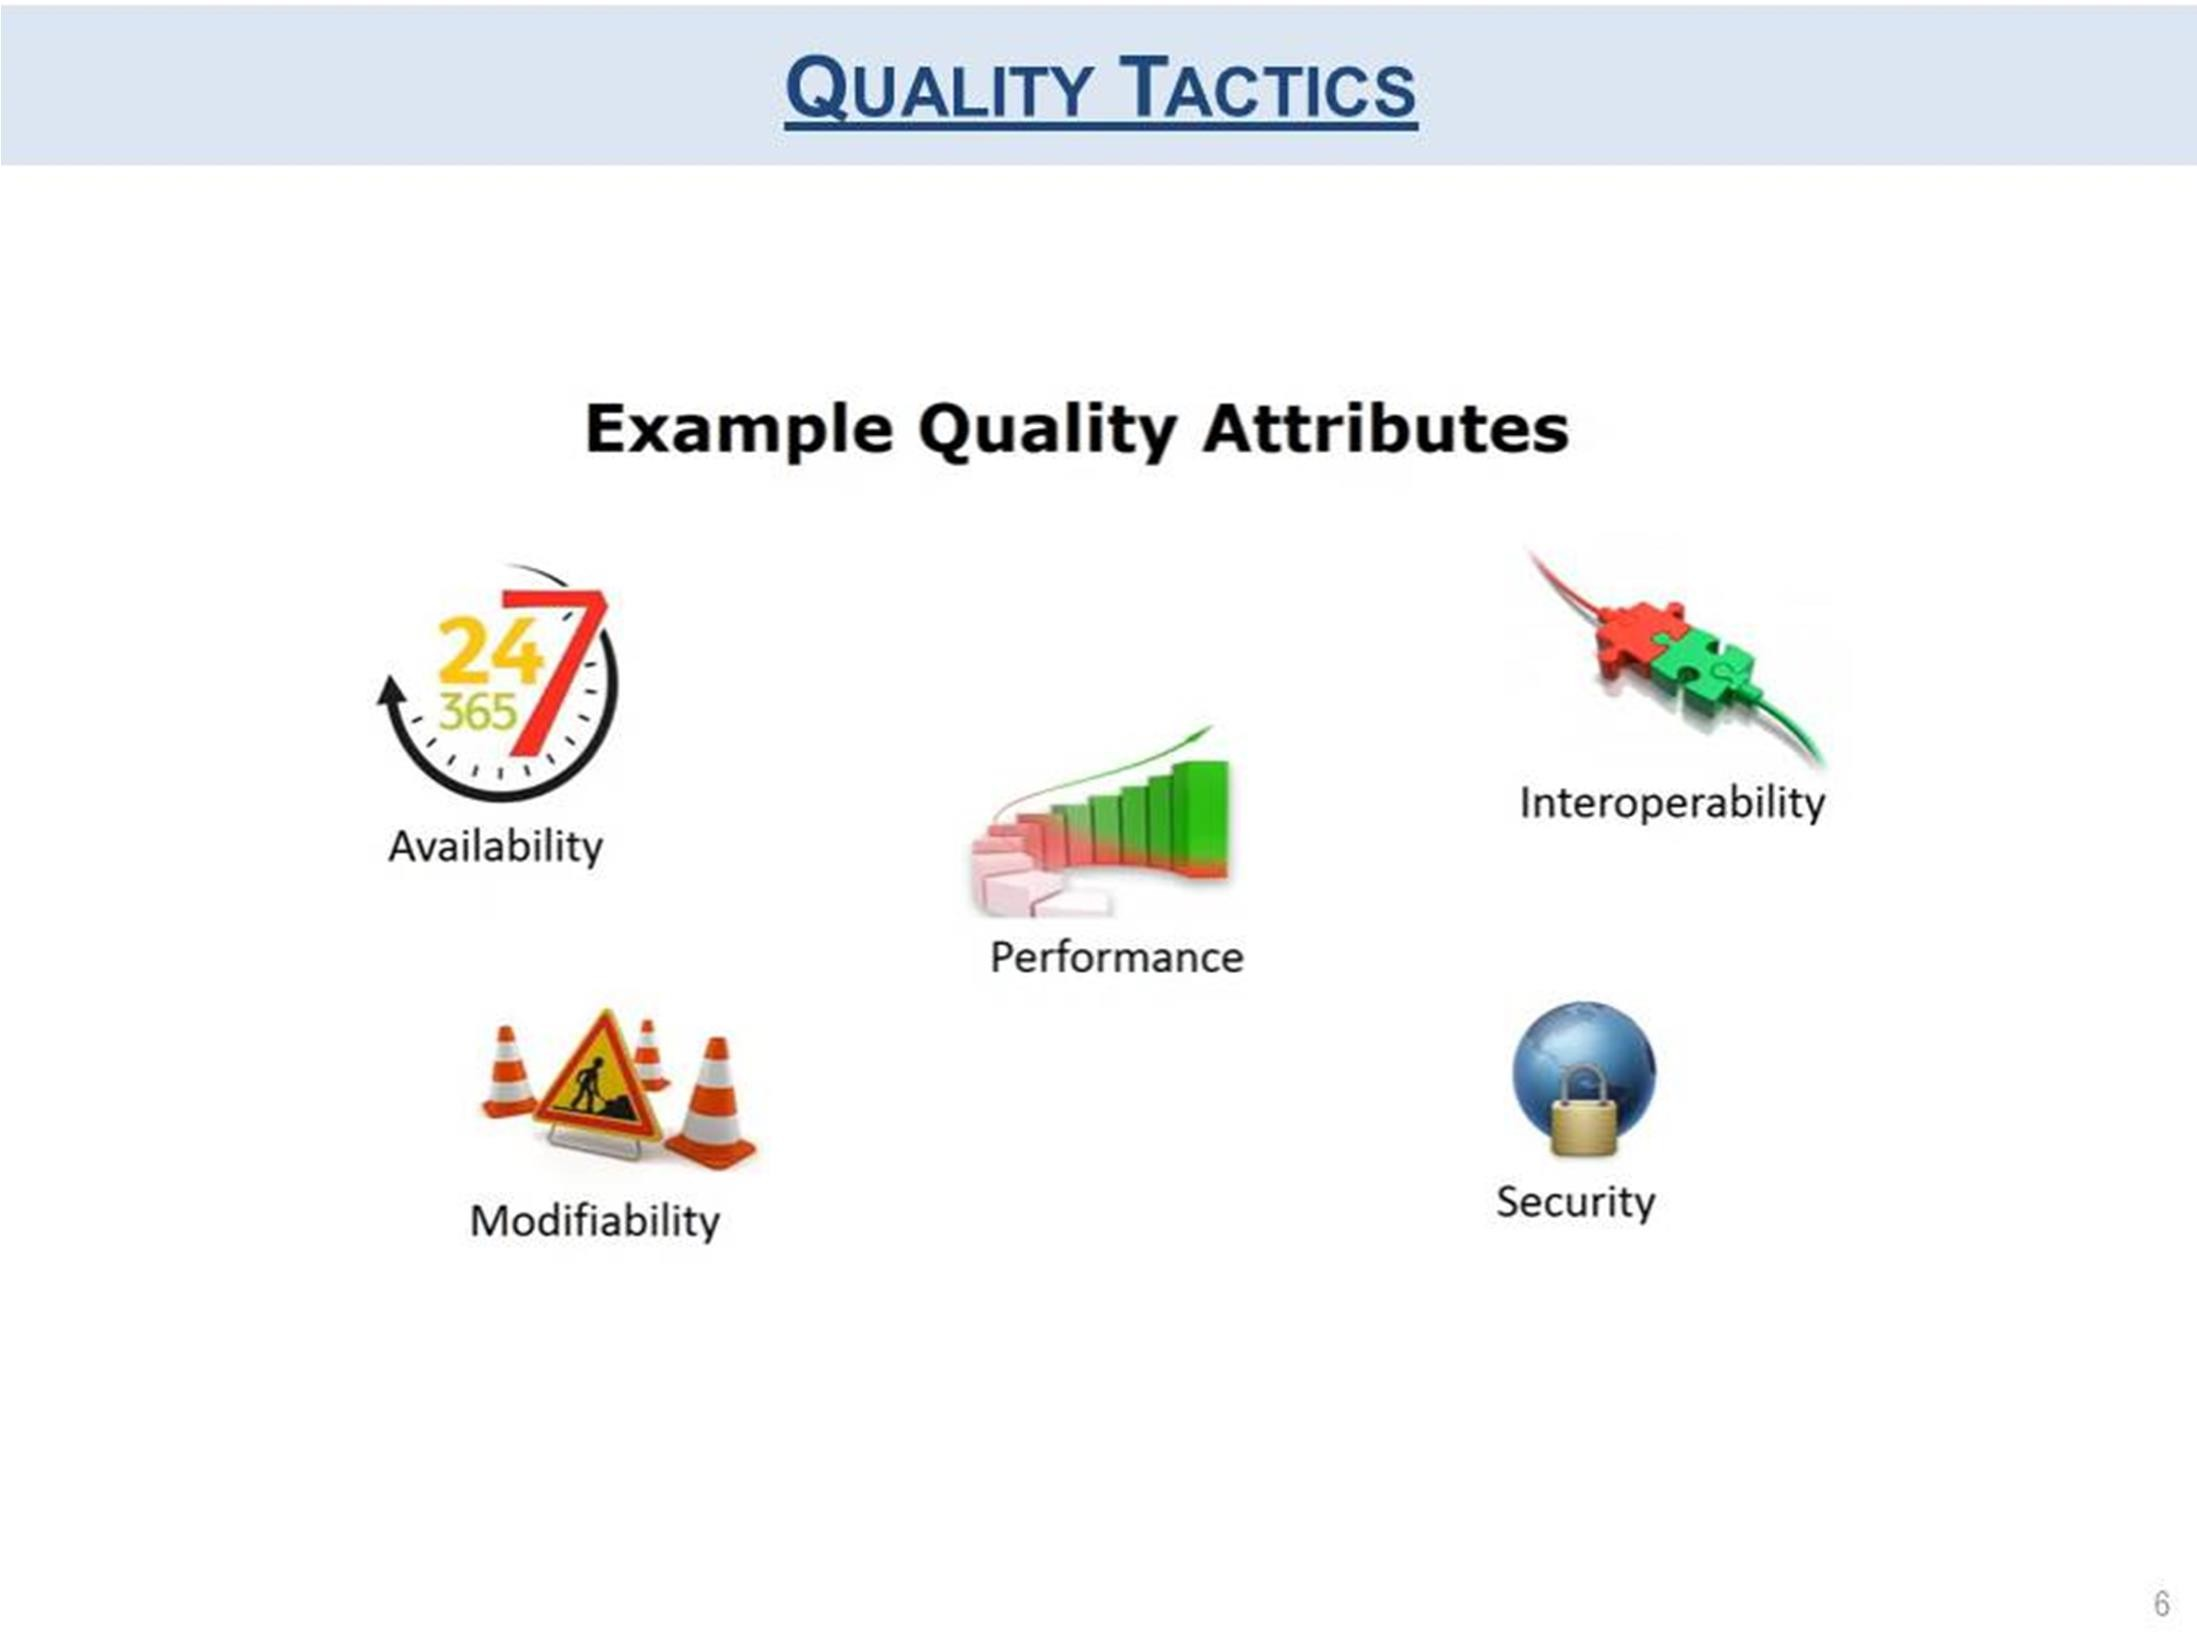 QUALITY TACTICS
Example Quality Attributes
24
7
365
Availability
Interoperability
Performance
Modifiability
Security
6